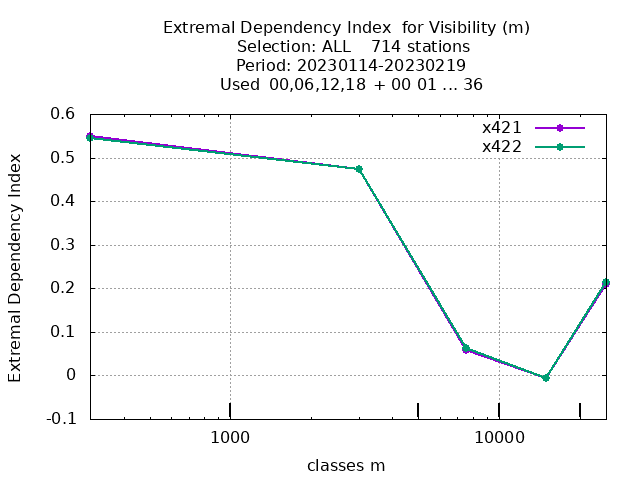 Extremal Dependency Index  for Visibility (m)
Selection: ALL    714 stations
Period: 20230114-20230219
Used  00,06,12,18  + 00 01 ... 36
x421
x422
Extremal Dependency Index
0.6
0.5
0.4
0.3
0.2
0.1
0
-0.1
1000 10000
classes m